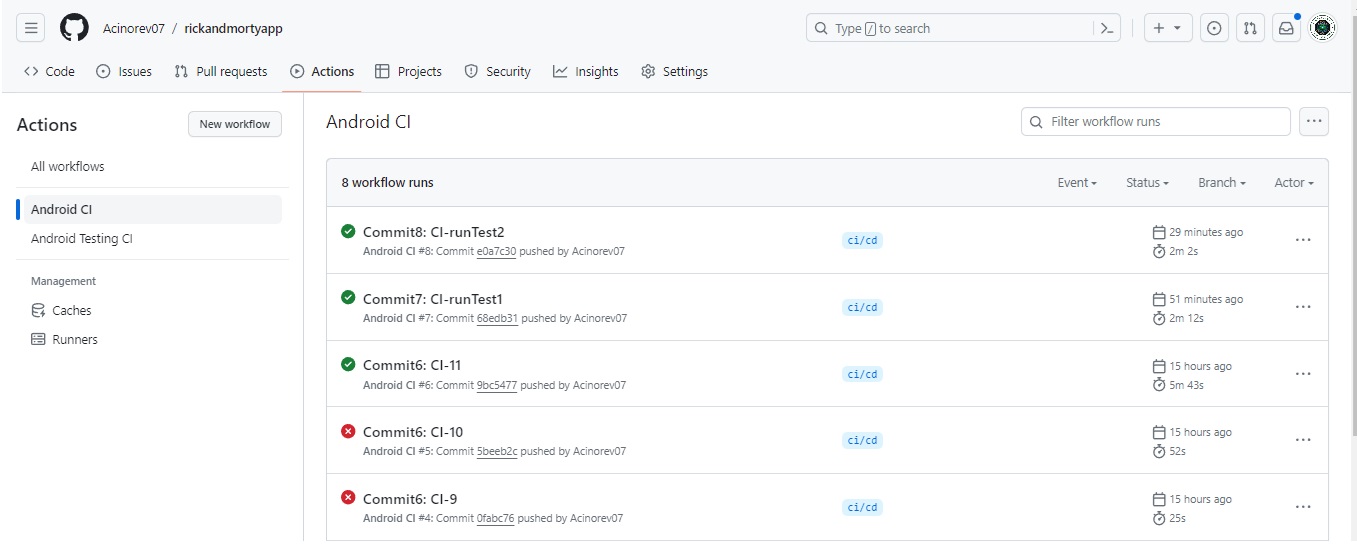 Acinorev07 / rickandmortyapp
Type / to search
Code Issues Pull requests Actions Projects Security Insights Settings
Actions
New workflow
All workflows
Android CI
Android Testing CI
Management
Caches
Runners
Android CI
Filter workflow runs
8 workflow runs Event Status Branch Actor
Commit8: CI-runTest2
Android CI #8: Commit e0a7c30 pushed by Acinorev07
ci/cd
29 minutes ago
2m 2s
Commit7: CI-runTest1
Android CI #7: Commit 68edb31 pushed by Acinorev07
ci/cd
51 minutes ago
2m 12s
Commit6: CI-11
Android CI #6: Commit 9bc5477 pushed by Acinorev07
ci/cd
15 hours ago
5m 43s
Commit6: CI-10
Android CI #5: Commit 5beeb2c pushed by Acinorev07
ci/cd
15 hours ago
52s
Commit6: CI-9
Android CI #4: Commit 0fabc76 pushed by Acinorev07
ci/cd
15 hours ago
25s